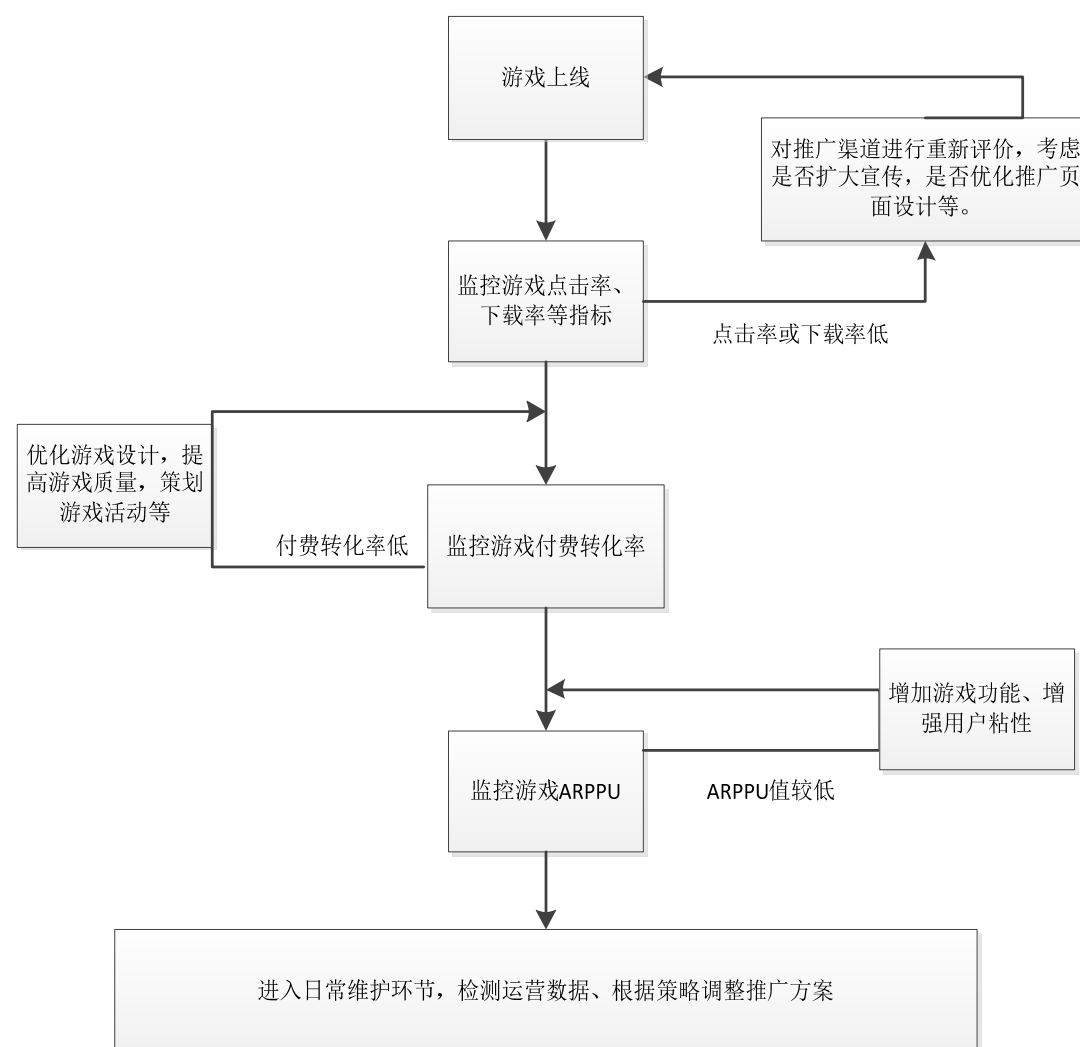 游戏上线
对推广渠道进行重新评价，考虑
是否扩大宣传，是否优化推广页
面设计等。
监控游戏点击率、
下载率等指标
点击率或下载率低
优化游戏设计，提
高游戏质量，策划
游戏活动等
付费转化率低
监控游戏付费转化率
增加游戏功能、增
强用户粘性
监控游戏ARPPU
ARPPU值较低
进入日常维护环节，检测运营数据、根据策略调整推广方案